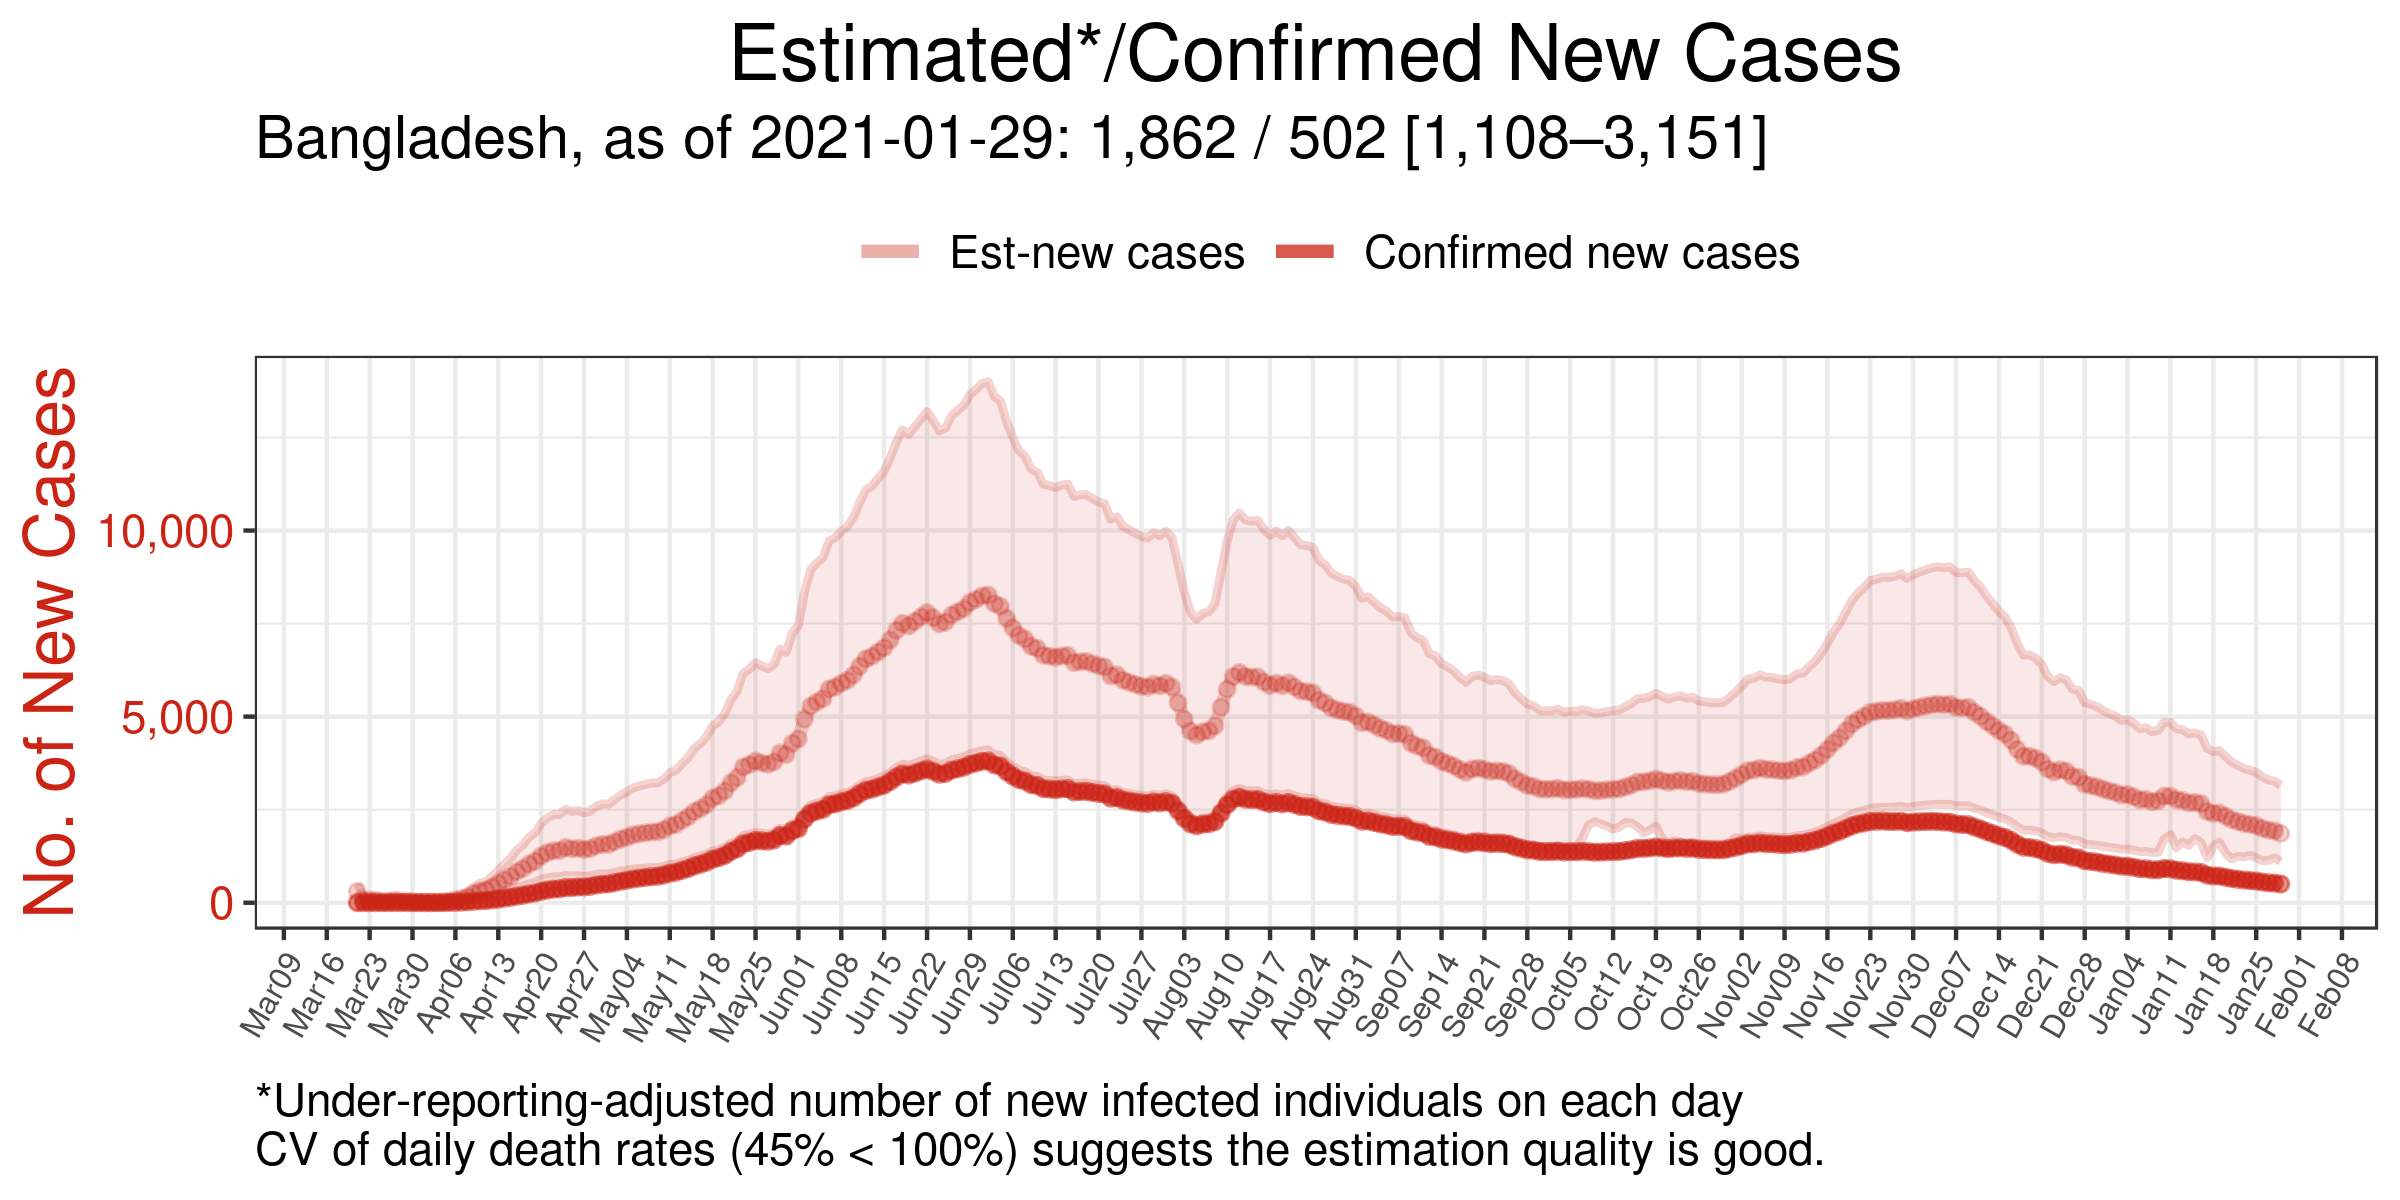 Estimated*/Confirmed New Cases
Bangladesh, as of 2021-01-29: 1,862 / 502 [1,108–3,151]
Est-new cases Confirmed new cases
No. of New Cases
10,000
5,000
0
Mar09 Mar16 Mar23 Mar30 Apr06 Apr13 Apr20 Apr27 May04 May11 May18 May25 Jun01 Jun08 Jun15 Jun22 Jun29 Jul06 Jul13 Jul20 Jul27 Aug03 Aug10 Aug17 Aug24 Aug31 Sep07 Sep14 Sep21 Sep28 Oct05 Oct12 Oct19 Oct26 Nov02 Nov09 Nov16 Nov23 Nov30 Dec07 Dec14 Dec21 Dec28 Jan04 Jan11 Jan18 Jan25 Feb01 Feb08
*Under-reporting-adjusted number of new infected individuals on each day
CV of daily death rates (45% < 100%) suggests the estimation quality is good.